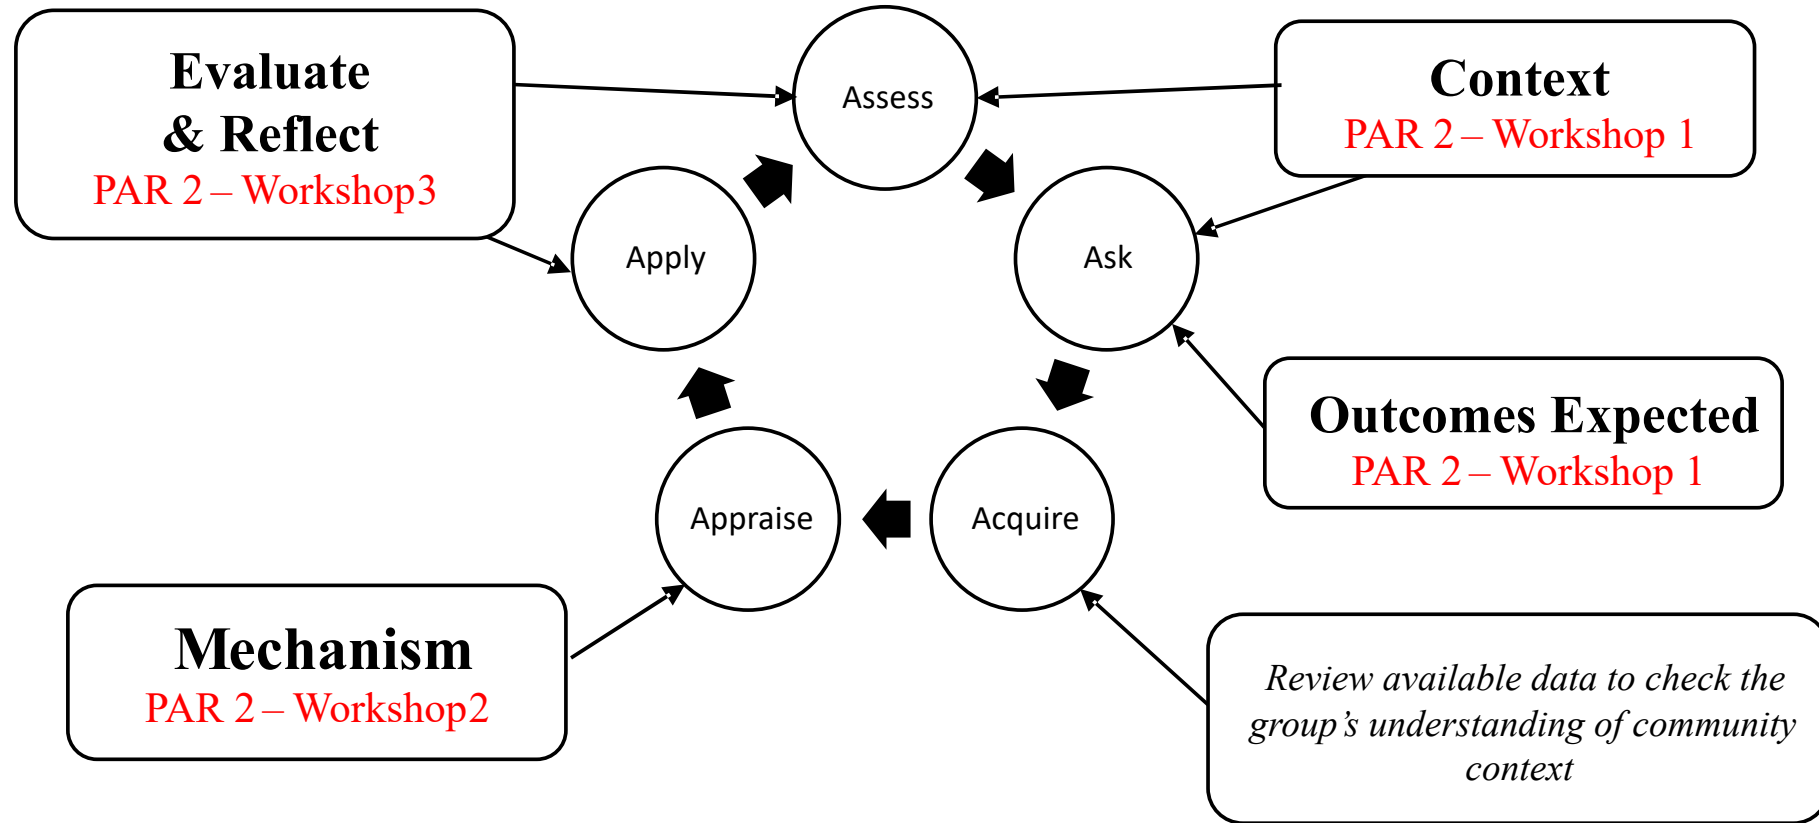 Evaluate
& Reflect
PAR 2 – Workshop3
Assess
Context
PAR 2 – Workshop 1
Apply
Ask
Outcomes Expected
PAR 2 – Workshop 1
Appraise
Acquire
Mechanism
PAR 2 – Workshop2
Review available data to check the
group’s understanding of community
context